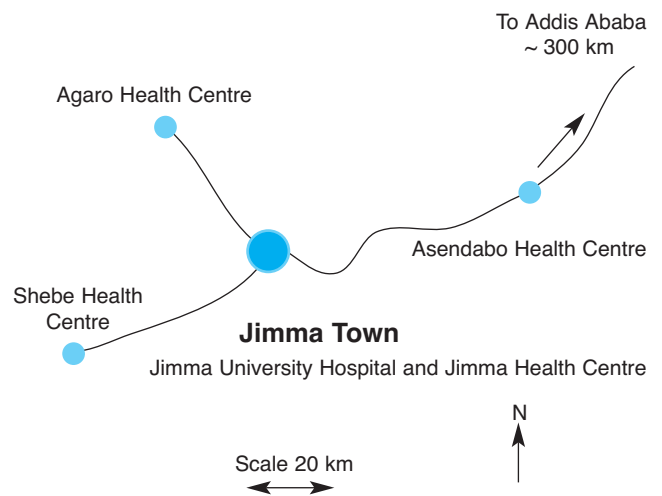 To Addis Ababa
~ 300 km
Agaro Health Centre
Asendabo Health Centre
Shebe Health
Centre
Jimma Town
Jimma University Hospital and Jimma Health Centre
N
Scale 20 km